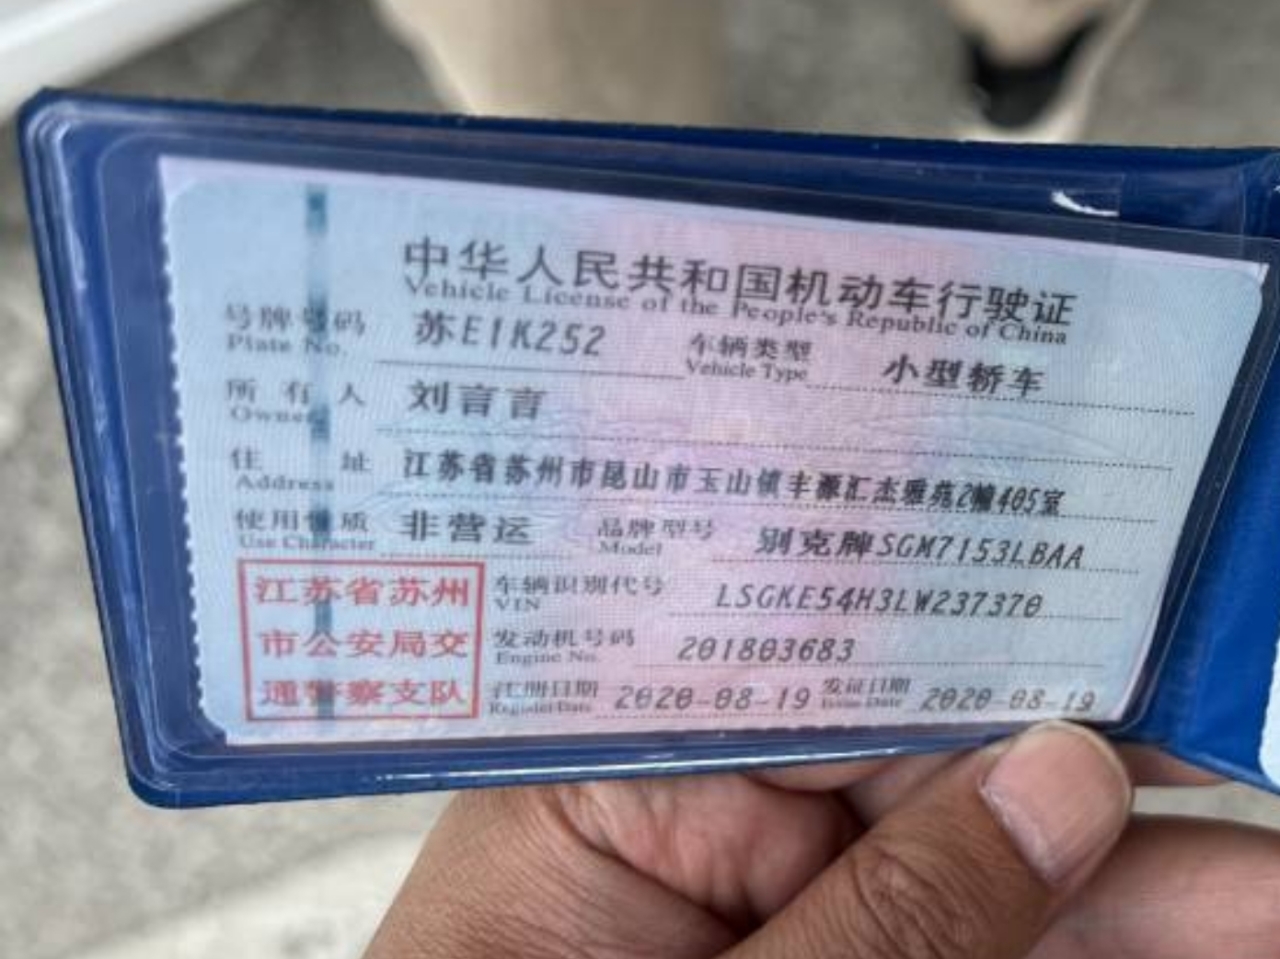 中华人民共和国机动车行驶证
Vehicle License of the People's Republic of China
号牌号码 苏E1K252 车辆类型 小型轿车
Plate No. Vehicle Type
所有人 刘言言
Owner
住址 江苏省苏州市昆山市玉山镇丰源汇杰雅苑2幢405室
Address
使用性质 非营运 品牌型号 别克牌SGM7153LBAA
Use Character Model
江苏省苏州
市公安局交
通警察支队
车辆识别代号 LSGKE54H3LW237370
VIN
发动机号码 201803683
Engine No.
注册日期 2020-08-19 发证日期 2020-08-19
Register Date Issue Date